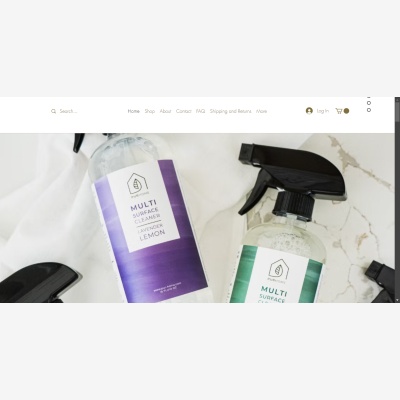 Search...
Home Shop About Contact FAQ Shipping and Returns More
Log In
MULTI
SURFACE
CLEANER
LAVENDER
LEMON
MULTI
SURFACE
CLEANER